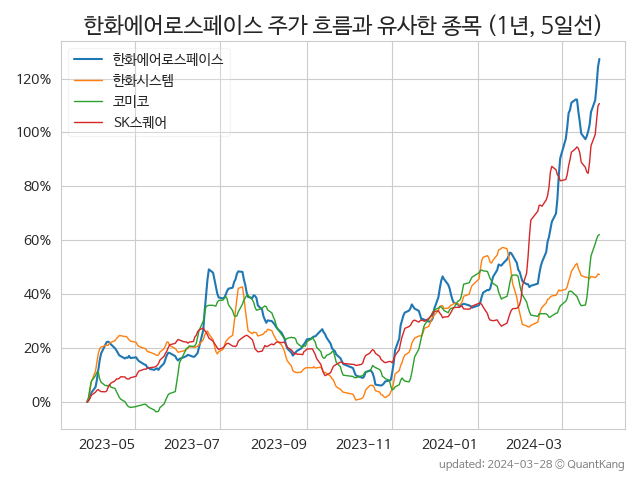 한화에어로스페이스 주가 흐름과 유사한 종목 (1년, 5일선)
한화에어로스페이스
한화시스템
코미코
SK스퀘어
120%
100%
80%
60%
40%
20%
0%
2023-05 2023-07 2023-09 2023-11 2024-01 2024-03
updated: 2024-03-28 © QuantKang